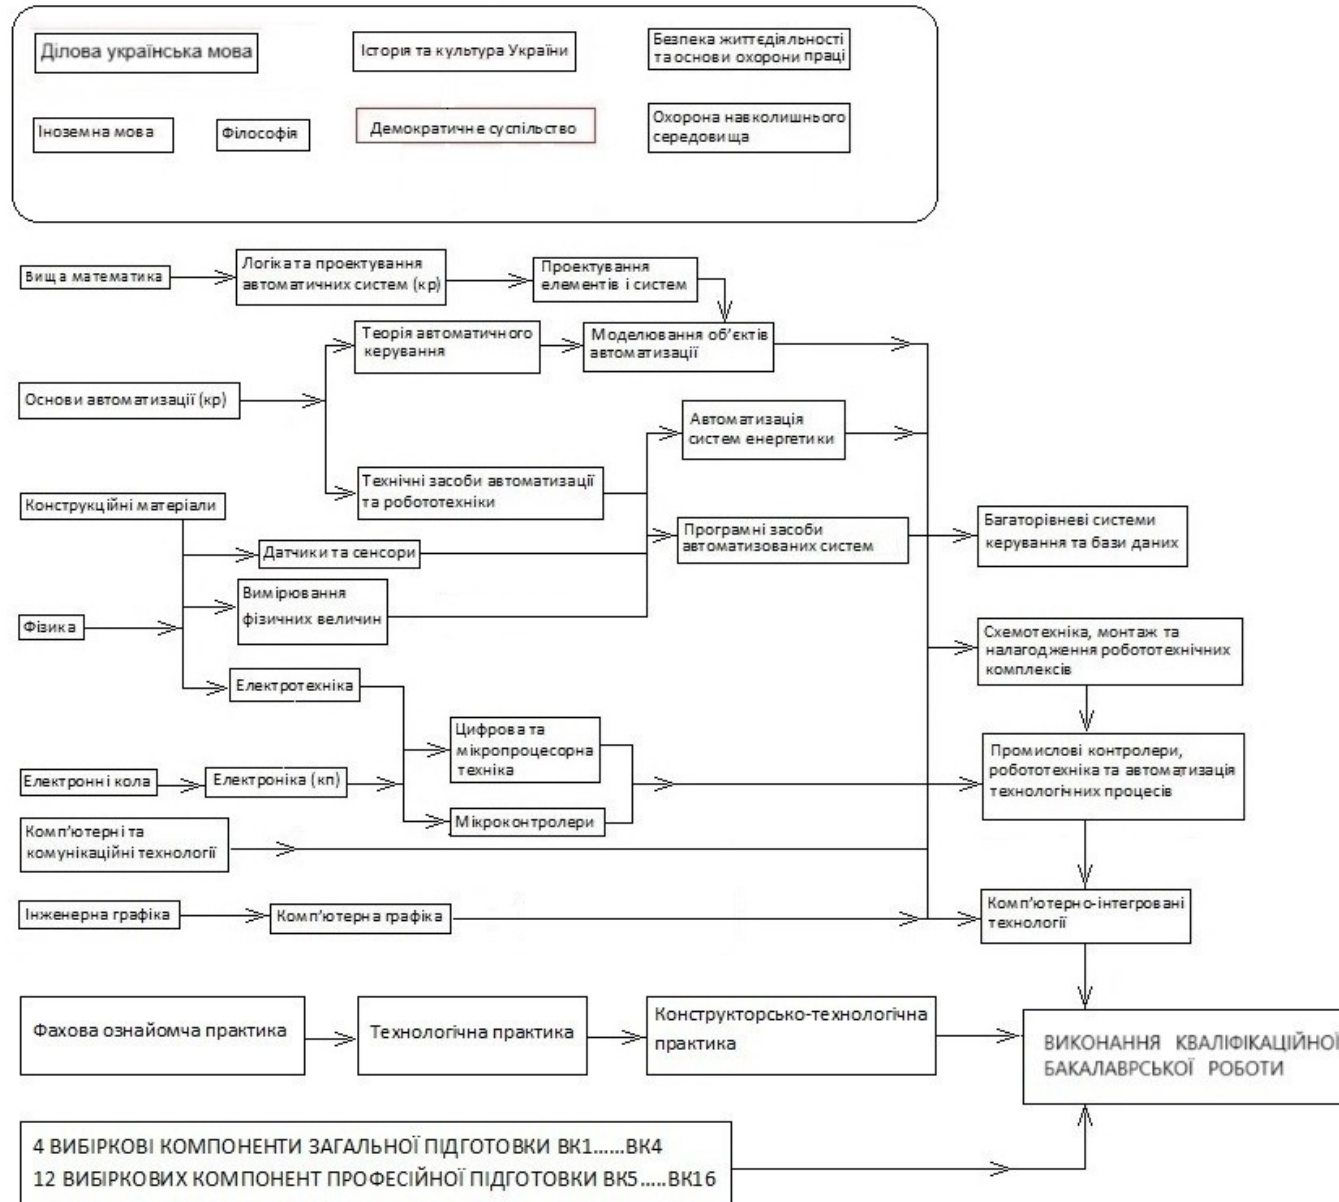 Ділова українська мова
Історія та культура України
Безпека життєдіяльності
та основи охорони праці
Іноземна мова
Філософія
Демократичне суспільство
Охорона навколишнього
середовища
Вища математика
Логіка та проектування
автоматичних систем (кр)
Проектування
елементів і систем
Теорія автоматичного
керування
Моделювання об'єктів
автоматизації
Основи автоматизації (кр)
Автоматизація
систем енергетики
Технічні засоби автоматизації
та робототехніки
Конструкційні матеріали
Датчики та сенсори
Програмні засоби
автоматизованих систем
Багаторівневі системи
керування та бази даних
Вимірювання
фізичних величин
Фізика
Схемотехніка, монтаж та
налагодження робототехнічних
комплексів
Електротехніка
Цифрова та
мікропроцесорна
техніка
Промислові контролери,
робототехніка та автоматизація
технологічних процесів
Електронні кола
Електроніка (кп)
Мікроконтролери
Комп'ютерні та
комунікаційні технології
Інженерна графіка
Комп'ютерна графіка
Комп'ютерно-інтегровані
технології
Фахова ознайомча практика
Технологічна практика
Конструкторсько-технологічна
практика
ВИКОНАННЯ КВАЛІФІКАЦІЙНОЇ
БАКАЛАВРСЬКОЇ РОБОТИ
4 ВИБІРКОВІ КОМПОНЕНТИ ЗАГАЛЬНОЇ ПІДГОТОВКИ ВК1......ВК4
12 ВИБІРКОВИХ КОМПОНЕНТ ПРОФЕСІЙНОЇ ПІДГОТОВКИ ВК5.....ВК16